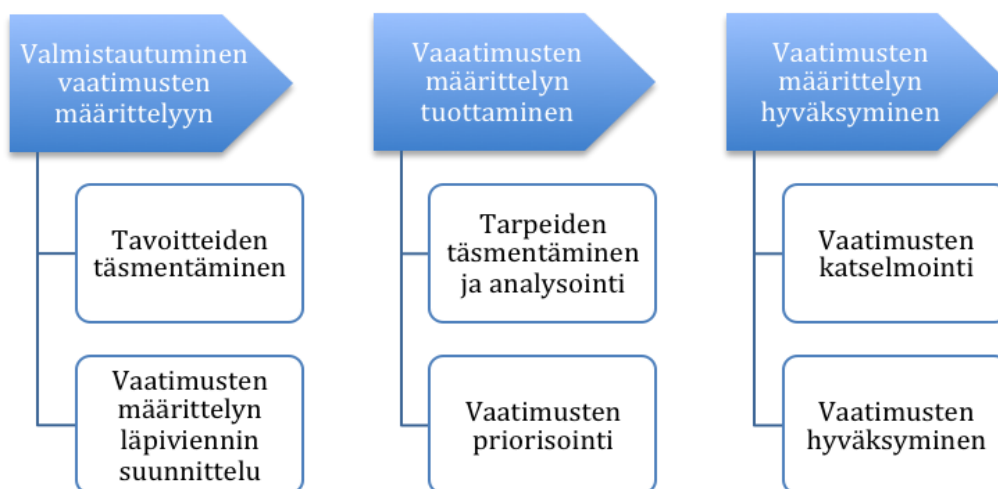 Valmistautuminen
vaatimusten
määrittelyyn
Tavoitteiden
täsmentäminen
Vaatimusten
määrittelyn
läpiviennin
suunnittelu
Vaaatimusten
määrittelyn
tuottaminen
Tarpeiden
täsmentäminen
ja analysointi
Vaatimusten
priorisointi
Vaatimusten
määrittelyn
hyväksyminen
Vaatimusten
katselmointi
Vaatimusten
hyväksyminen